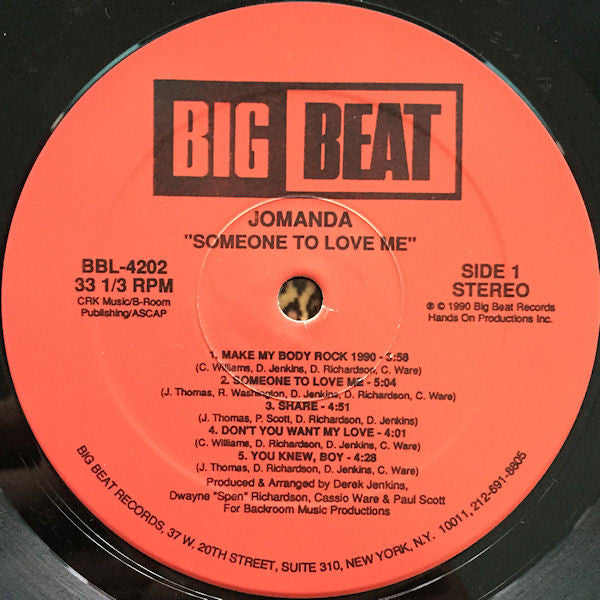 BIG BEAT
JOMANDA
"SOMEONE TO LOVE ME"
BBL-4202
33 1/3 RPM
CRK Music/B-Room
Publishing/ASCAP
SIDE 1
STEREO
℗ © 1990 Big Beat Records
Hands On Productions Inc.
1. MAKE MY BODY ROCK 1990 - 3:58
(C. Williams, D. Jenkins, D. Richardson, C. Ware)
2. SOMEONE TO LOVE ME - 5:04
(J. Thomas, R. Washington, D. Jenkins, D. Richardson, C. Ware)
3. SHARE - 4:51
(J. Thomas, P. Scott, D. Richardson, D. Jenkins)
4. DON'T YOU WANT MY LOVE - 4:01
(C. Williams, D. Richardson, D. Jenkins, C. Ware)
5. YOU KNEW, BOY - 4:28
(J. Thomas, D. Richardson, D. Jenkins, C. Ware)
Produced & Arranged by Derek Jenkins,
Dwayne "Spen" Richardson, Cassio Ware & Paul Scott
For Backroom Music Productions
BIG BEAT RECORDS, 37 W. 20TH STREET, SUITE 310, NEW YORK, N.Y. 10011, 212-691-8805